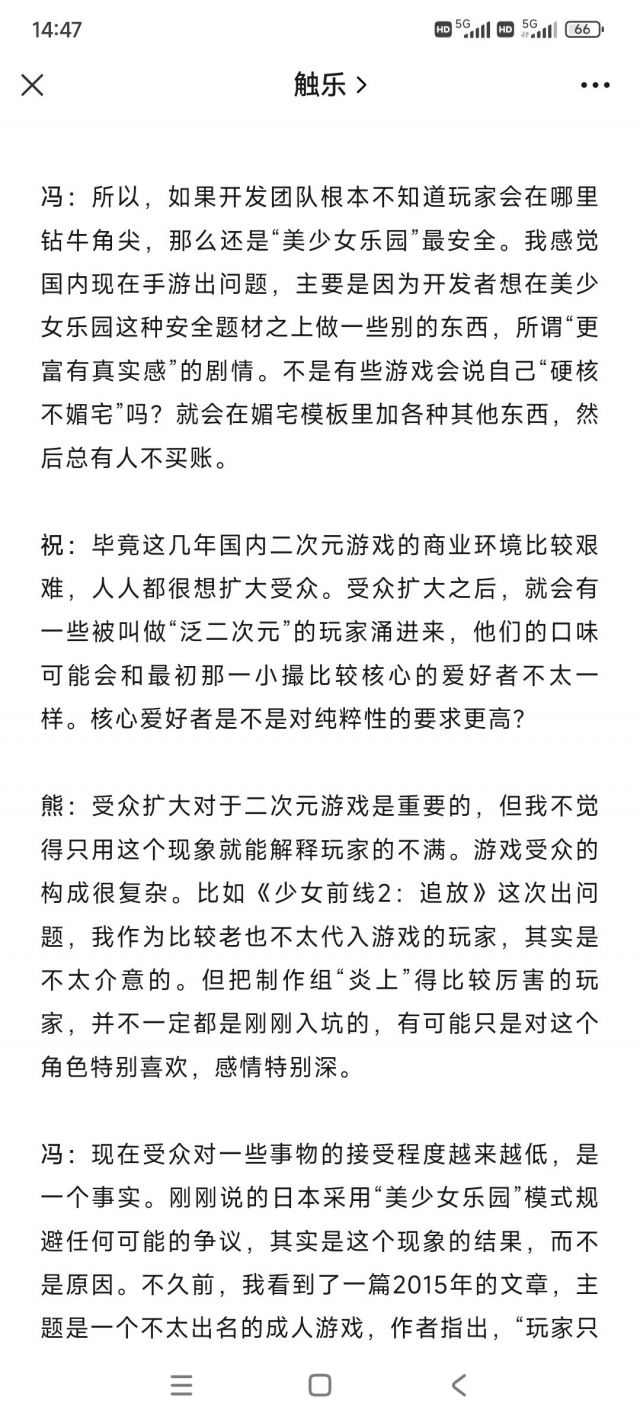 14:47
HD 5G HD 5G 66
触乐
冯：所以，如果开发团队根本不知道玩家会在哪里
钻牛角尖，那么还是“美少女乐园”最安全。我感觉
国内现在手游出问题，主要是因为开发者想在美少
女乐园这种安全题材之上做一些别的东西，所谓“更
富有真实感”的剧情。不是有些游戏会说自己“硬核
不媚宅”吗？就会在媚宅模板里加各种其他东西，然
后总有人不买账。
祝：毕竟这几年国内二次元游戏的商业环境比较艰
难，人人都很想扩大受众。受众扩大之后，就会有
一些被叫做“泛二次元”的玩家涌进来，他们的口味
可能会和最初那一小撮比较核心的爱好者不太一
样。核心爱好者是不是对纯粹性的要求更高？
熊：受众扩大对于二次元游戏是重要的，但我不觉
得只用这个现象就能解释玩家的不满。游戏受众的
构成很复杂。比如《少女前线2：追放》这次出问
题，我作为比较老也不太代入游戏的玩家，其实是
不太介意的。但把制作组“炎上”得比较厉害的玩
家，并不一定都是刚刚入坑的，有可能只是对这个
角色特别喜欢，感情特别深。
冯：现在受众对一些事物的接受程度越来越低，是
一个事实。刚刚说的日本采用“美少女乐园”模式规
避任何可能的争议，其实是这个现象的结果，而不
是原因。不久前，我看到了一篇2015年的文章，主
题是一个不太出名的成人游戏，作者指出，“玩家只